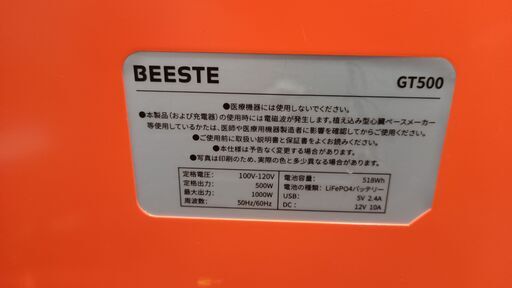 BEESTE
GT500
●医療機器には使用しないでください。
●本製品（および充電器）の使用時には電磁波が発生します。植え込み型心臓ペースメーカー
等使用しているかたは、医師や医療用機器製造者に影響を確認してからご使用ください。
●ご使用前に取扱い説明書と保証書をよくお読みください。
●本仕様は予告なく変更する場合があります。
●写真は印刷のため、実際の色と多少異なる場合があります。
定格電圧： 100V-120V
定格出力： 500W
最大出力： 1000W
周波数： 50Hz/60Hz
電池容量： 518Wh
電池の種類： LiFePO4バッテリー
USB： 5V 2.4A
DC： 12V 10A